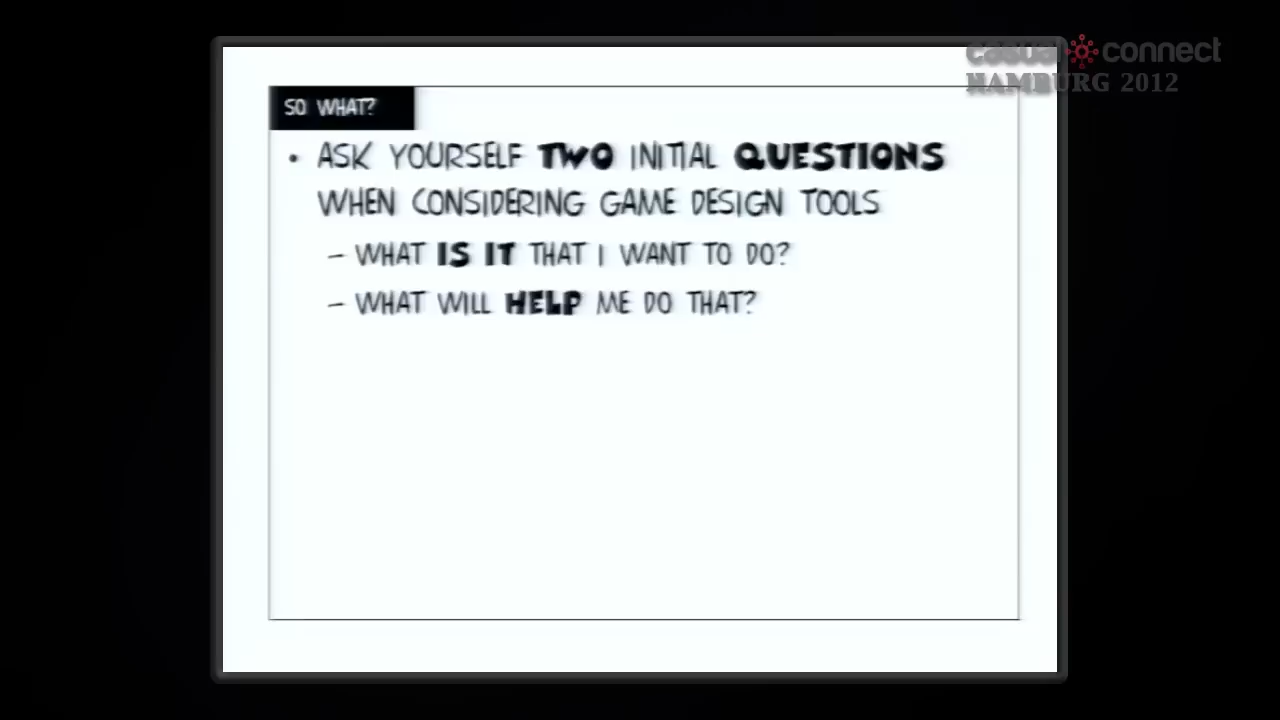 casual connect
HAMBURG 2012
SO WHAT?
• ASK YOURSELF TWO INITIAL QUESTIONS
WHEN CONSIDERING GAME DESIGN TOOLS
– WHAT IS IT THAT I WANT TO DO?
– WHAT WILL HELP ME DO THAT?